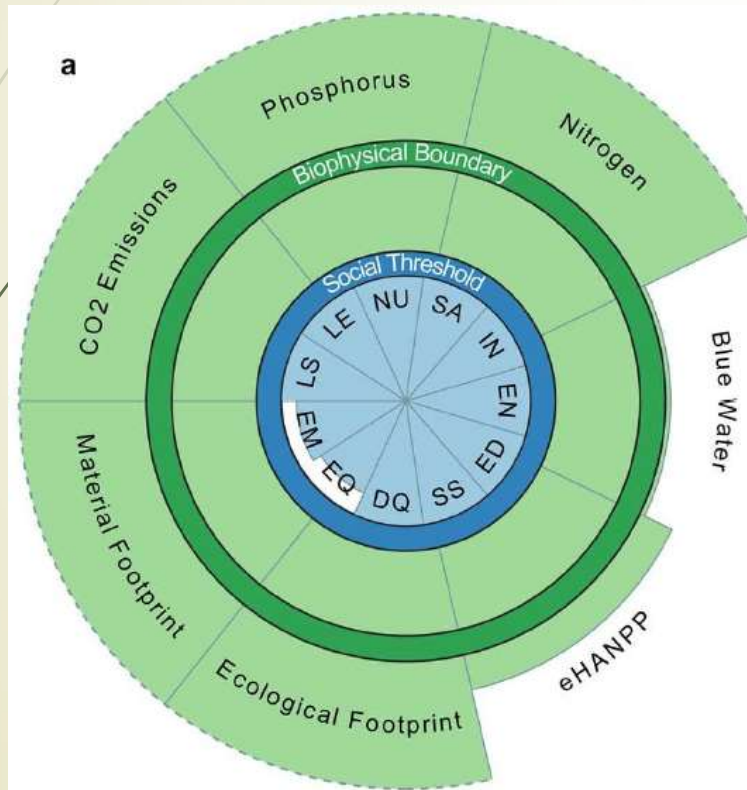 a
Phosphorus
Nitrogen
Biophysical Boundary
CO2 Emissions
Social Threshold
NU
SA
LE
IN
LS
EN
EM
ED
EQ
DQ
SS
Blue Water
Material Footprint
eHANPP
Ecological Footprint